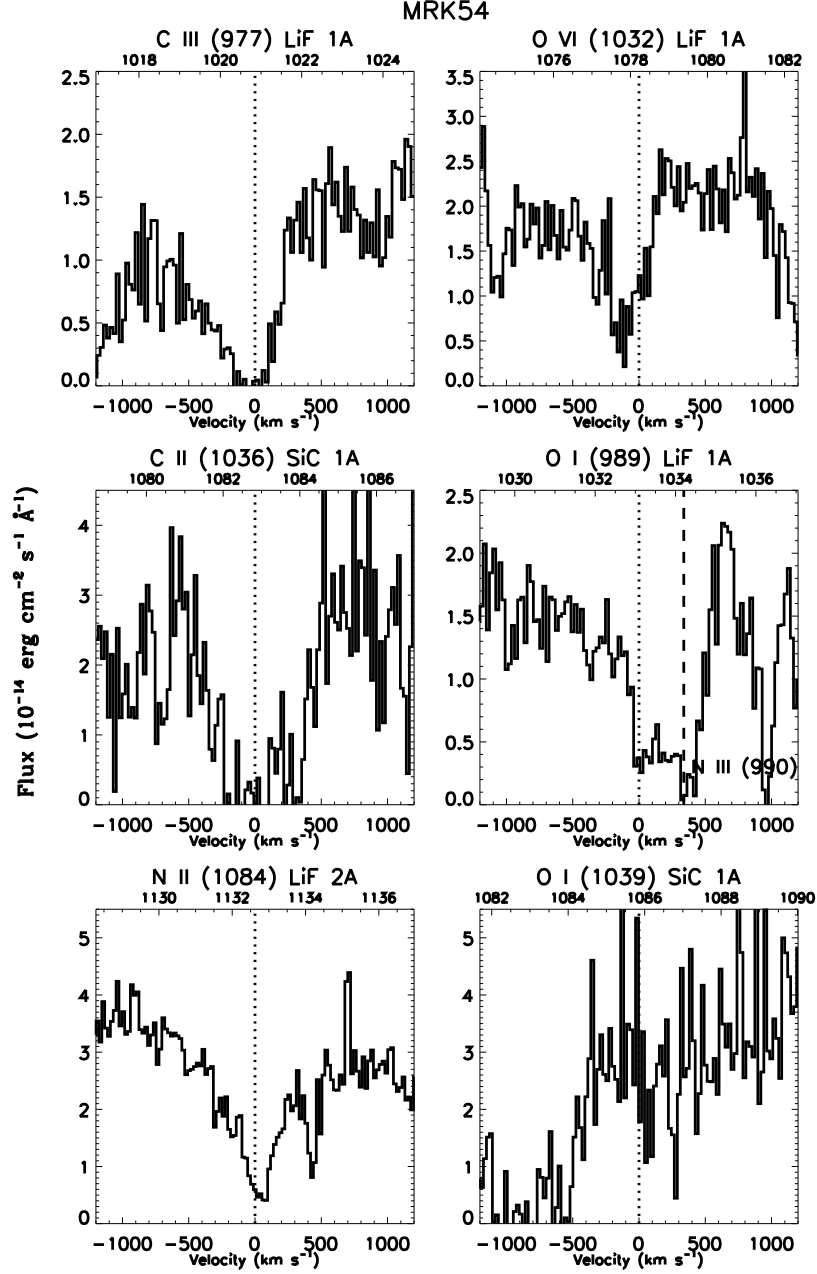 MRK54
C III (977) LiF 1A
1018 1020 1022 1024
2.5
2.0
1.5
1.0
0.5
0.0
−1000 −500 0 500 1000
Velocity (km s⁻¹)
O VI (1032) LiF 1A
1076 1078 1080 1082
3.5
3.0
2.5
2.0
1.5
1.0
0.5
0.0
−1000 −500 0 500 1000
Velocity (km s⁻¹)
Flux (10⁻¹⁴ erg cm⁻² s⁻¹ Å⁻¹)
C II (1036) SiC 1A
1080 1082 1084 1086
4
3
2
1
0
−1000 −500 0 500 1000
Velocity (km s⁻¹)
O I (989) LiF 1A
1030 1032 1034 1036
2.5
2.0
1.5
1.0
0.5
0.0
N III (990)
−1000 −500 0 500 1000
Velocity (km s⁻¹)
N II (1084) LiF 2A
1130 1132 1134 1136
5
4
3
2
1
0
−1000 −500 0 500 1000
Velocity (km s⁻¹)
O I (1039) SiC 1A
1082 1084 1086 1088 1090
5
4
3
2
1
0
−1000 −500 0 500 1000
Velocity (km s⁻¹)